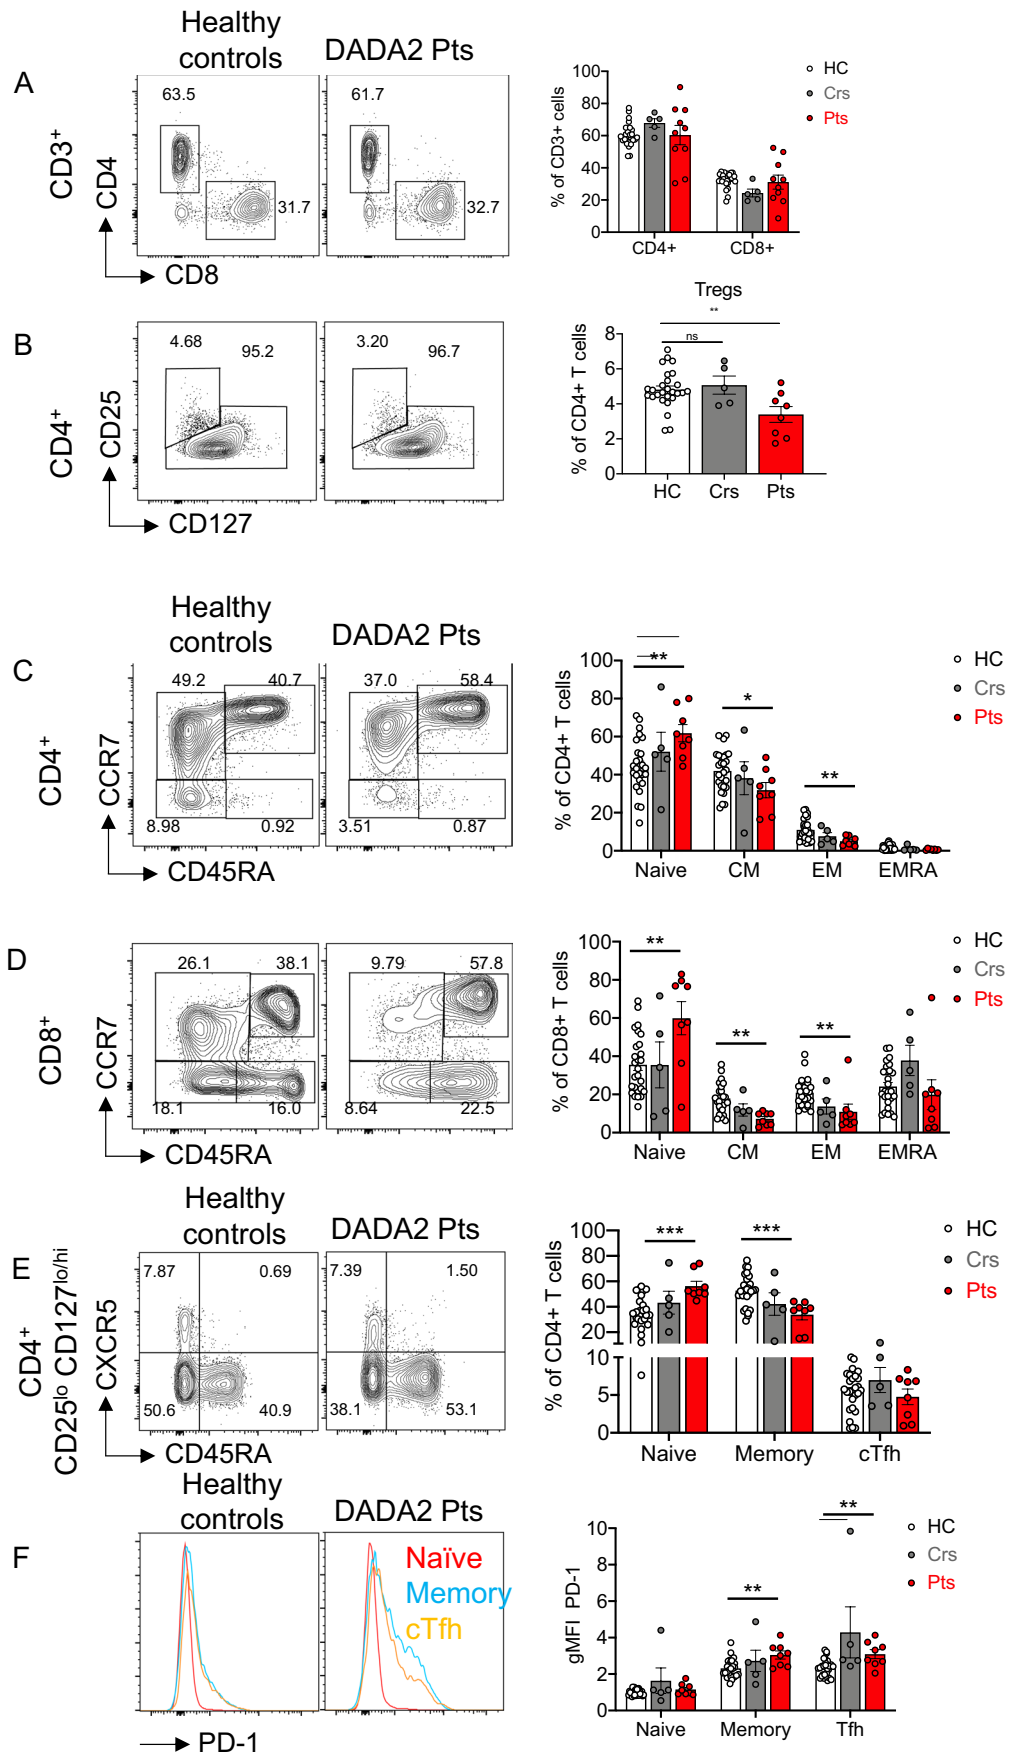 Healthy
controls
DADA2 Pts
A
CD3+
CD4
63.5
31.7
61.7
32.7
CD8
% of CD3+ cells
100
80
60
40
20
0
CD4+
CD8+
HC
Crs
Pts
B
CD4+
CD25
4.68
95.2
3.20
96.7
CD127
Tregs
**
ns
% of CD4+ T cells
8
6
4
2
0
HC
Crs
Pts
Healthy
controls
DADA2 Pts
C
CD4+
CCR7
49.2
40.7
8.98
0.92
37.0
58.4
3.51
0.87
CD45RA
% of CD4+ T cells
100
80
60
40
20
0
**
*
**
Naive
CM
EM
EMRA
HC
Crs
Pts
D
CD8+
CCR7
26.1
38.1
18.1
16.0
9.79
57.8
8.64
22.5
CD45RA
% of CD8+ T cells
100
80
60
40
20
0
**
**
**
Naive
CM
EM
EMRA
HC
Crs
Pts
Healthy
controls
DADA2 Pts
E
CD4+
CD25lo CD127lo/hi
CXCR5
7.87
0.69
50.6
40.9
7.39
1.50
38.1
53.1
CD45RA
% of CD4+ T cells
100
80
60
40
20
10
5
0
***
***
Naive
Memory
cTfh
HC
Crs
Pts
Healthy
controls
DADA2 Pts
F
Naïve
Memory
cTfh
PD-1
gMFI PD-1
10
8
6
4
2
0
**
**
Naive
Memory
Tfh
HC
Crs
Pts